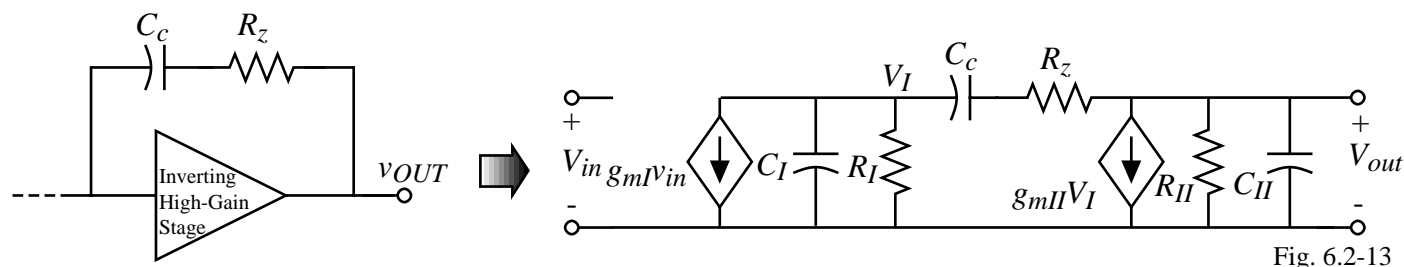 C_c
R_z
Inverting
High-Gain
Stage
v_OUT
+
V_in
-
g_mI v_in
C_I
R_I
V_I
C_c
R_z
g_mII V_I
R_II
C_II
+
V_out
-
Fig. 6.2-13